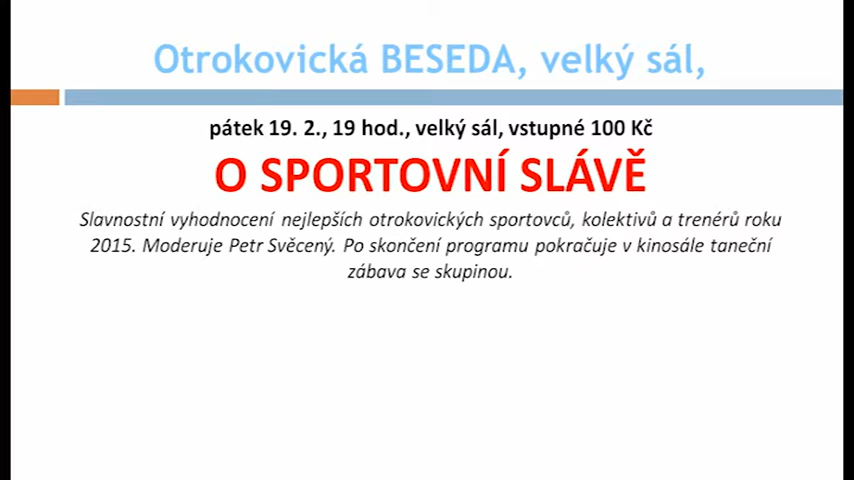 Otrokovická BESEDA, velký sál,
pátek 19. 2., 19 hod., velký sál, vstupné 100 Kč
O SPORTOVNÍ SLÁVĚ
Slavnostní vyhodnocení nejlepších otrokovických sportovců, kolektivů a trenérů roku
2015. Moderuje Petr Svěcený. Po skončení programu pokračuje v kinosále taneční
zábava se skupinou.